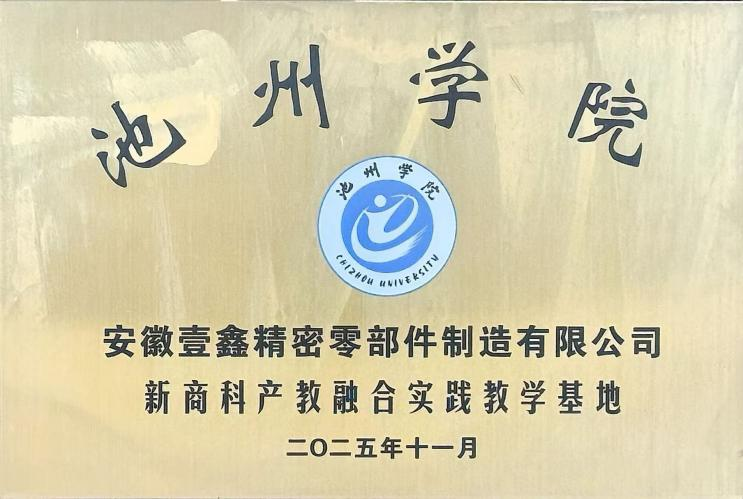 池州学院
池州学院
CHIZHOU UNIVERSITY
安徽壹鑫精密零部件制造有限公司
新商科产教融合实践教学基地
二〇二五年十一月